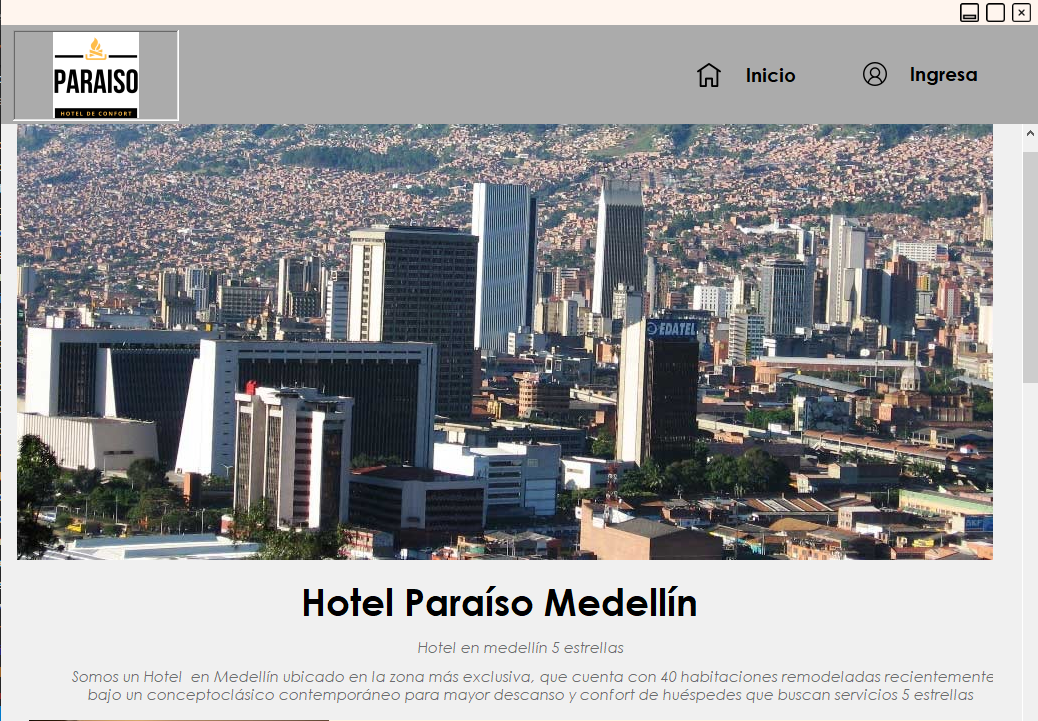 PARAISO
HOTEL DE CONFORT
Inicio
Ingresa
EDATEL
SKF
Hotel Paraíso Medellín
Hotel en medellín 5 estrellas
Somos un Hotel en Medellín ubicado en la zona más exclusiva, que cuenta con 40 habitaciones remodeladas recientemente
bajo un conceptoclásico contemporáneo para mayor descanso y confort de huéspedes que buscan servicios 5 estrellas